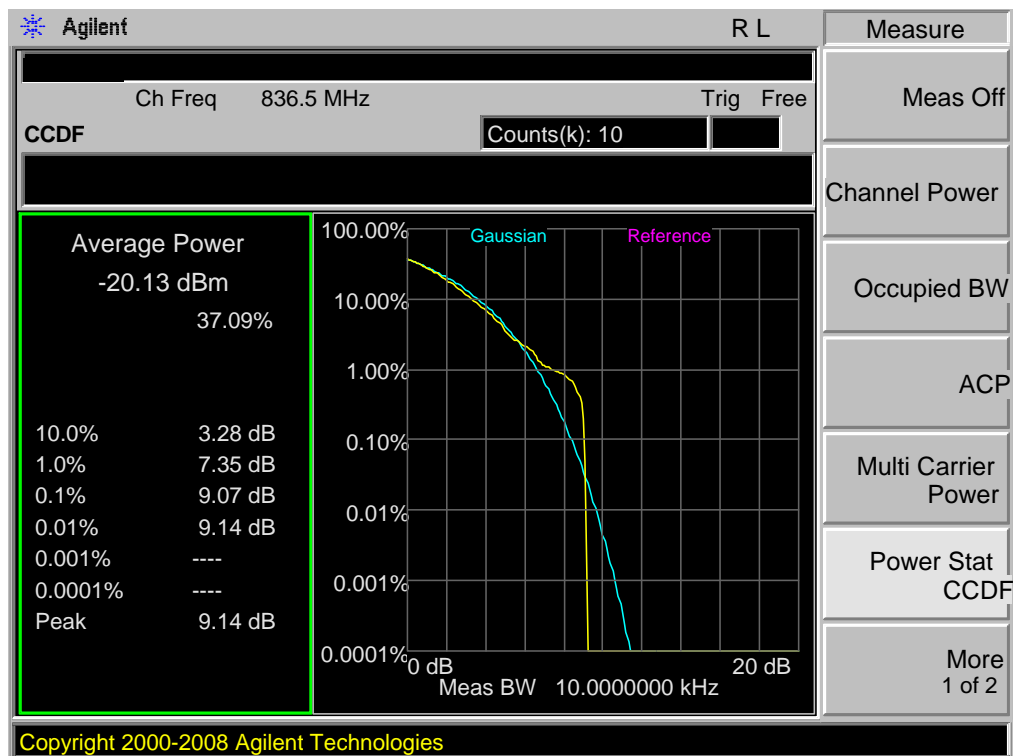 Agilent
R L
Measure
Ch Freq 836.5 MHz
Trig Free
CCDF
Counts(k): 10
Average Power
-20.13 dBm
37.09%
10.0% 3.28 dB
1.0% 7.35 dB
0.1% 9.07 dB
0.01% 9.14 dB
0.001% ----
0.0001% ----
Peak 9.14 dB
Gaussian
Reference
100.00%
10.00%
1.00%
0.10%
0.01%
0.001%
0.0001%
0 dB
20 dB
Meas BW 10.0000000 kHz
Meas Off
Channel Power
Occupied BW
ACP
Multi Carrier
Power
Power Stat
CCDF
More
1 of 2
Copyright 2000-2008 Agilent Technologies